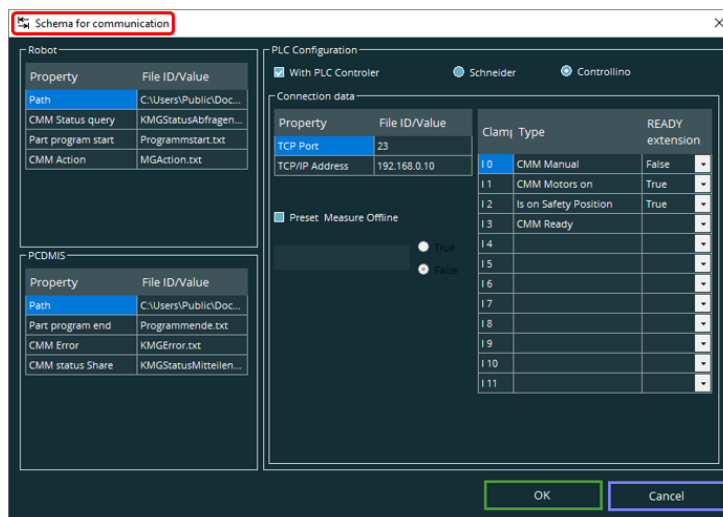 Schema for communication
Robot
Property File ID/Value
Path C:\Users\Public\Doc...
CMM Status query KMGStatusAbfragen...
Part program start Programmstart.txt
CMM Action MGAction.txt
PCDMIS
Property File ID/Value
Path C:\Users\Public\Doc...
Part program end Programmende.txt
CMM Error KMGError.txt
CMM status Share KMGStatusMitteilen...
PLC Configuration
With PLC Controler Schneider Controllino
Connection data
Property File ID/Value
TCP Port 23
TCP/IP Address 192.168.0.10
Preset Measure Offline
True
False
Clamp Type READY
extension
I 0 CMM Manual False
I 1 CMM Motors on True
I 2 Is on Safety Position True
I 3 CMM Ready
I 4
I 5
I 6
I 7
I 8
I 9
I 10
I 11
OK Cancel